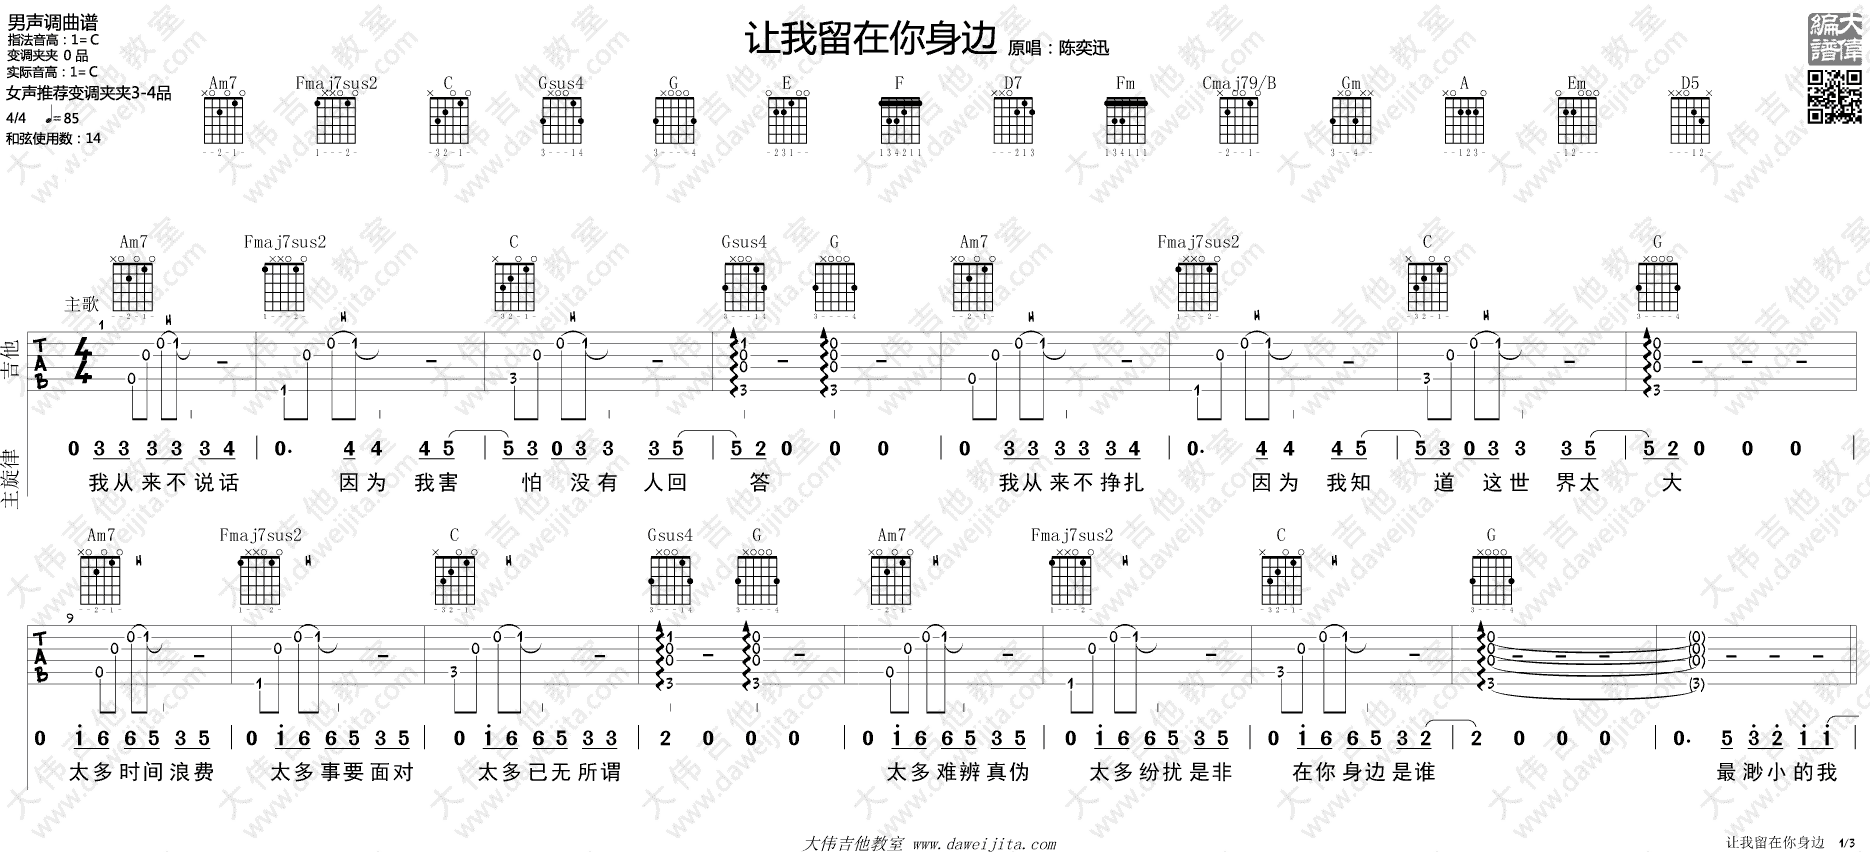 男声调曲谱
指法音高：1=C
变调夹夹 0 品
实际音高：1=C
女声推荐变调夹夹3-4品
4/4 ♩=85
和弦使用数：14
让我留在你身边 原唱：陈奕迅
大偉編譜
Am7 Fmaj7sus2 C Gsus4 G E F D7 Fm Cmaj79/B Gm A Em D5
Am7 Fmaj7sus2 C Gsus4 G Am7 Fmaj7sus2 C G
主歌
吉他
TAB 4/4
主旋律
0 3 3 3 3 3 4 | 0. 4 4 4 5 | 5 3 0 3 3 5 | 5 2 0 0 0 | 0 3 3 3 3 3 4 | 0. 4 4 4 5 | 5 3 0 3 3 3 5 | 5 2 0 0 0 |
我从来不说话 因为 我害 怕 没有 人回 答 我从来不挣扎 因为 我知 道 这世 界太 大
Am7 Fmaj7sus2 C Gsus4 G Am7 Fmaj7sus2 C G
9
TAB
0 i 6 6 5 3 5 | 0 i 6 6 5 3 5 | 0 i 6 6 5 3 3 | 2 0 0 0 | 0 i 6 6 5 3 5 | 0 i 6 6 5 3 5 | 0 i 6 6 5 3 2 | 2 0 0 0 | 0. 5 3 2 i i
太多时间浪费 太多事要面对 太多已无所谓 太多难辨真伪 太多纷扰是非 在你身边是谁 最渺小的我
大伟吉他教室 www.daweijita.com
让我留在你身边 1/3